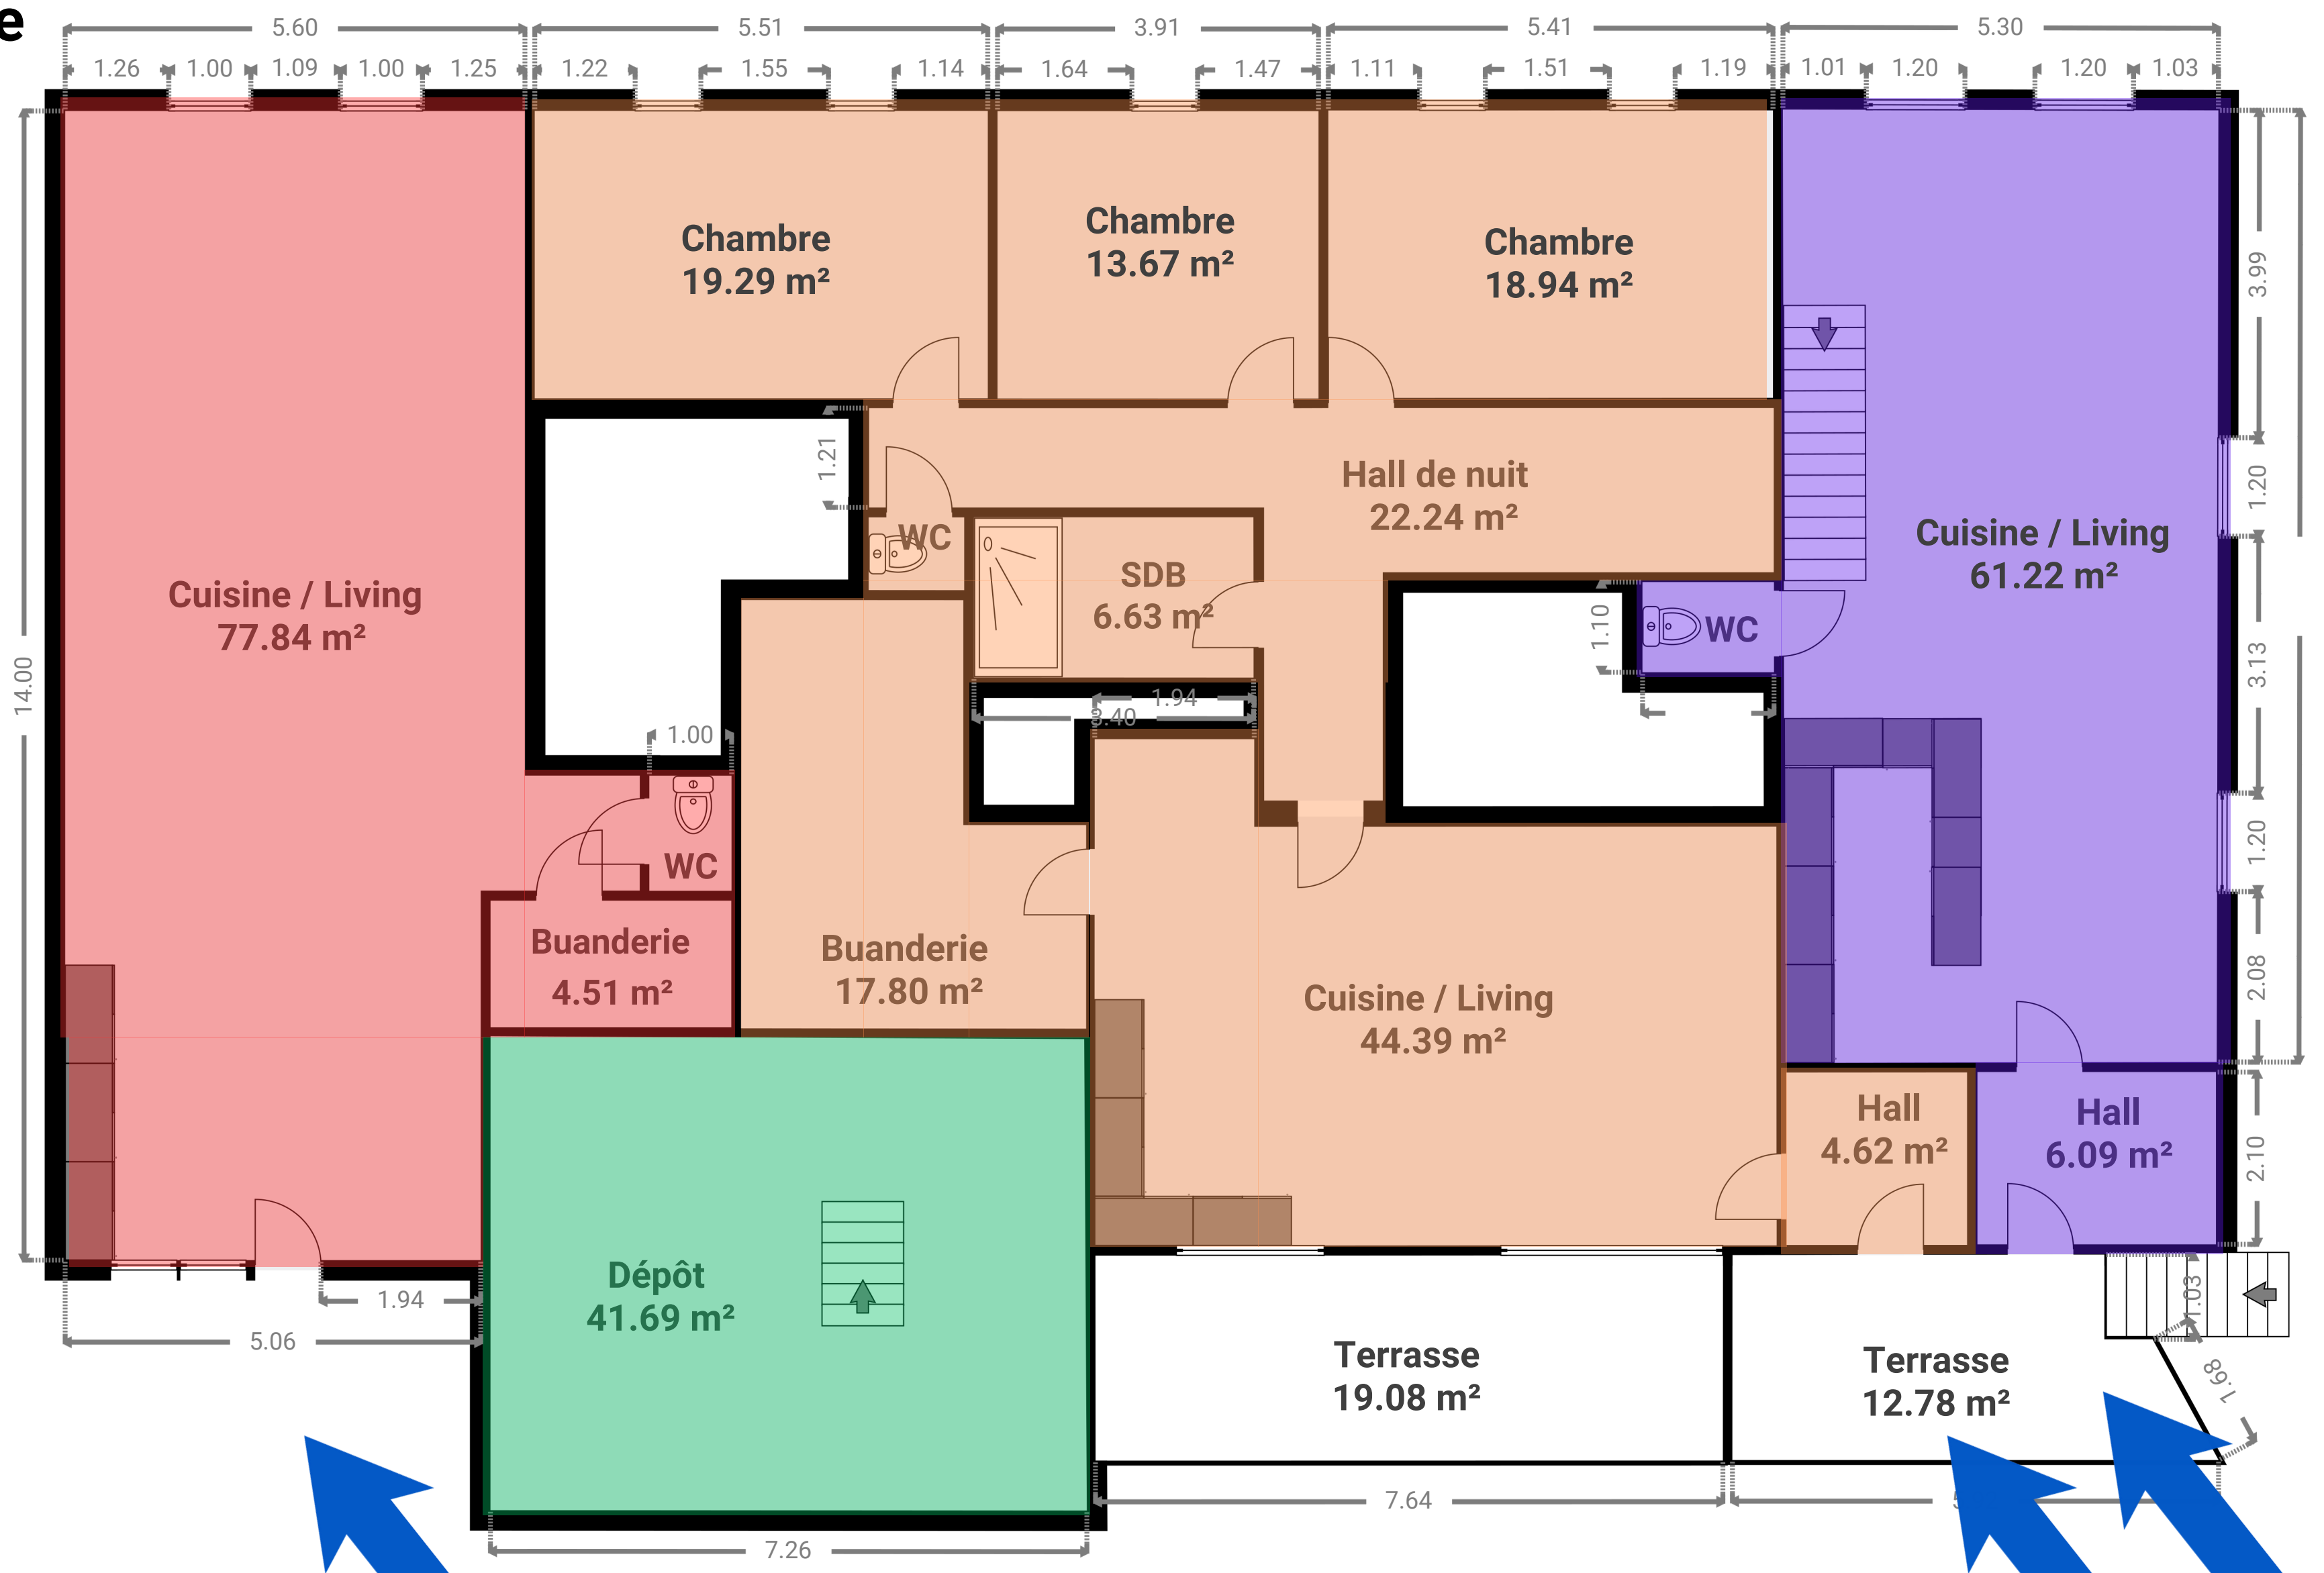 e
5.60 5.51 3.91 5.41 5.30
1.26 1.00 1.09 1.00 1.25 1.22 1.55 1.14 1.64 1.47 1.11 1.51 1.19 1.01 1.20 1.20 1.03
Chambre
19.29 m²
Chambre
13.67 m²
Chambre
18.94 m²
3.99
1.21
Hall de nuit
22.24 m²
1.20
WC
SDB
6.63 m²
Cuisine / Living
61.22 m²
Cuisine / Living
77.84 m²
1.10
WC
3.13
14.00
1.94
3.40
1.00
WC
1.20
Buanderie
4.51 m²
Buanderie
17.80 m²
Cuisine / Living
44.39 m²
2.08
Hall
4.62 m²
Hall
6.09 m²
2.10
Dépôt
41.69 m²
1.94
5.06
1.03
Terrasse
19.08 m²
Terrasse
12.78 m²
1.68
7.64
7.26